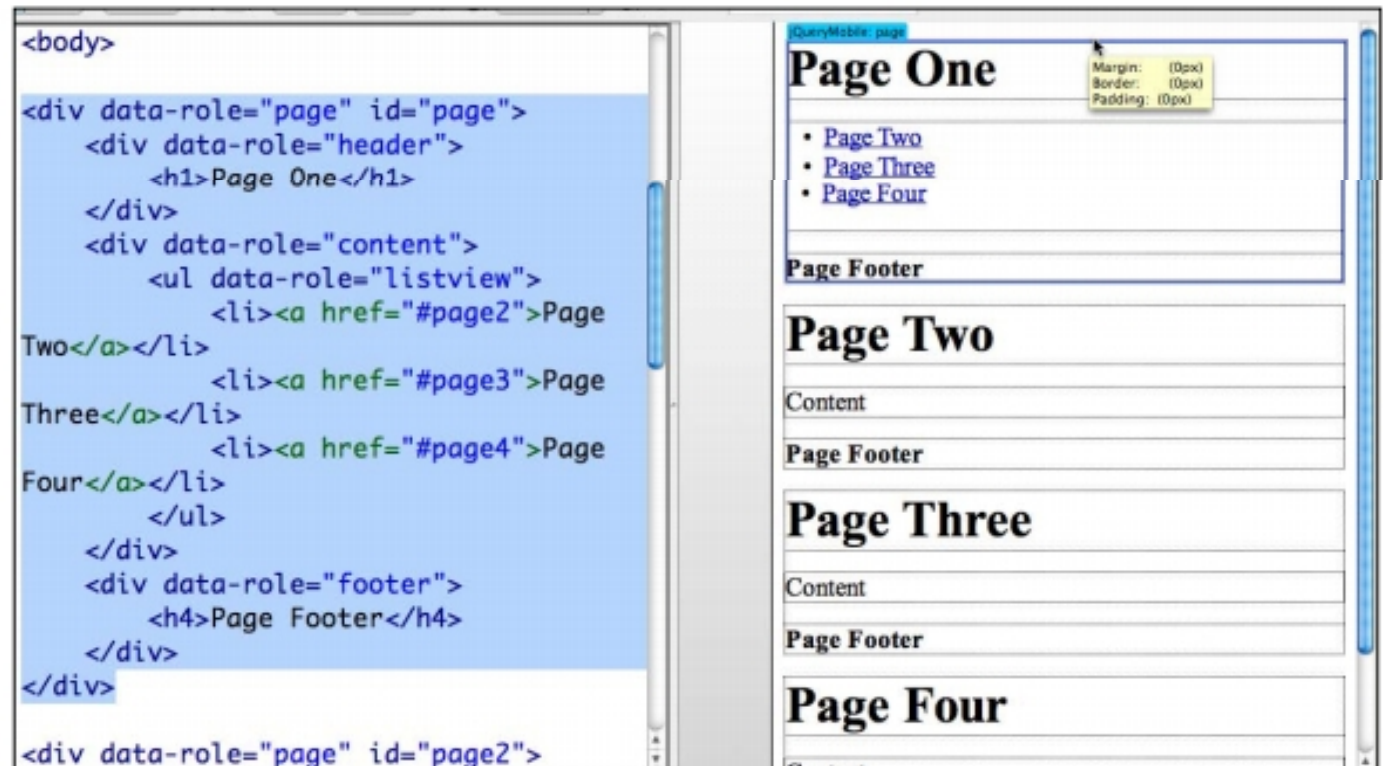 <body>
<div data-role="page" id="page">
<div data-role="header">
<h1>Page One</h1>
</div>
<div data-role="content">
<ul data-role="listview">
<li><a href="#page2">Page
Two</a></li>
<li><a href="#page3">Page
Three</a></li>
<li><a href="#page4">Page
Four</a></li>
</ul>
</div>
<div data-role="footer">
<h4>Page Footer</h4>
</div>
</div>
<div data-role="page" id="page2">
jQueryMobile: page
Page One
Margin: (0px)
Border: (0px)
Padding: (0px)
• Page Two
• Page Three
• Page Four
Page Footer
Page Two
Content
Page Footer
Page Three
Content
Page Footer
Page Four